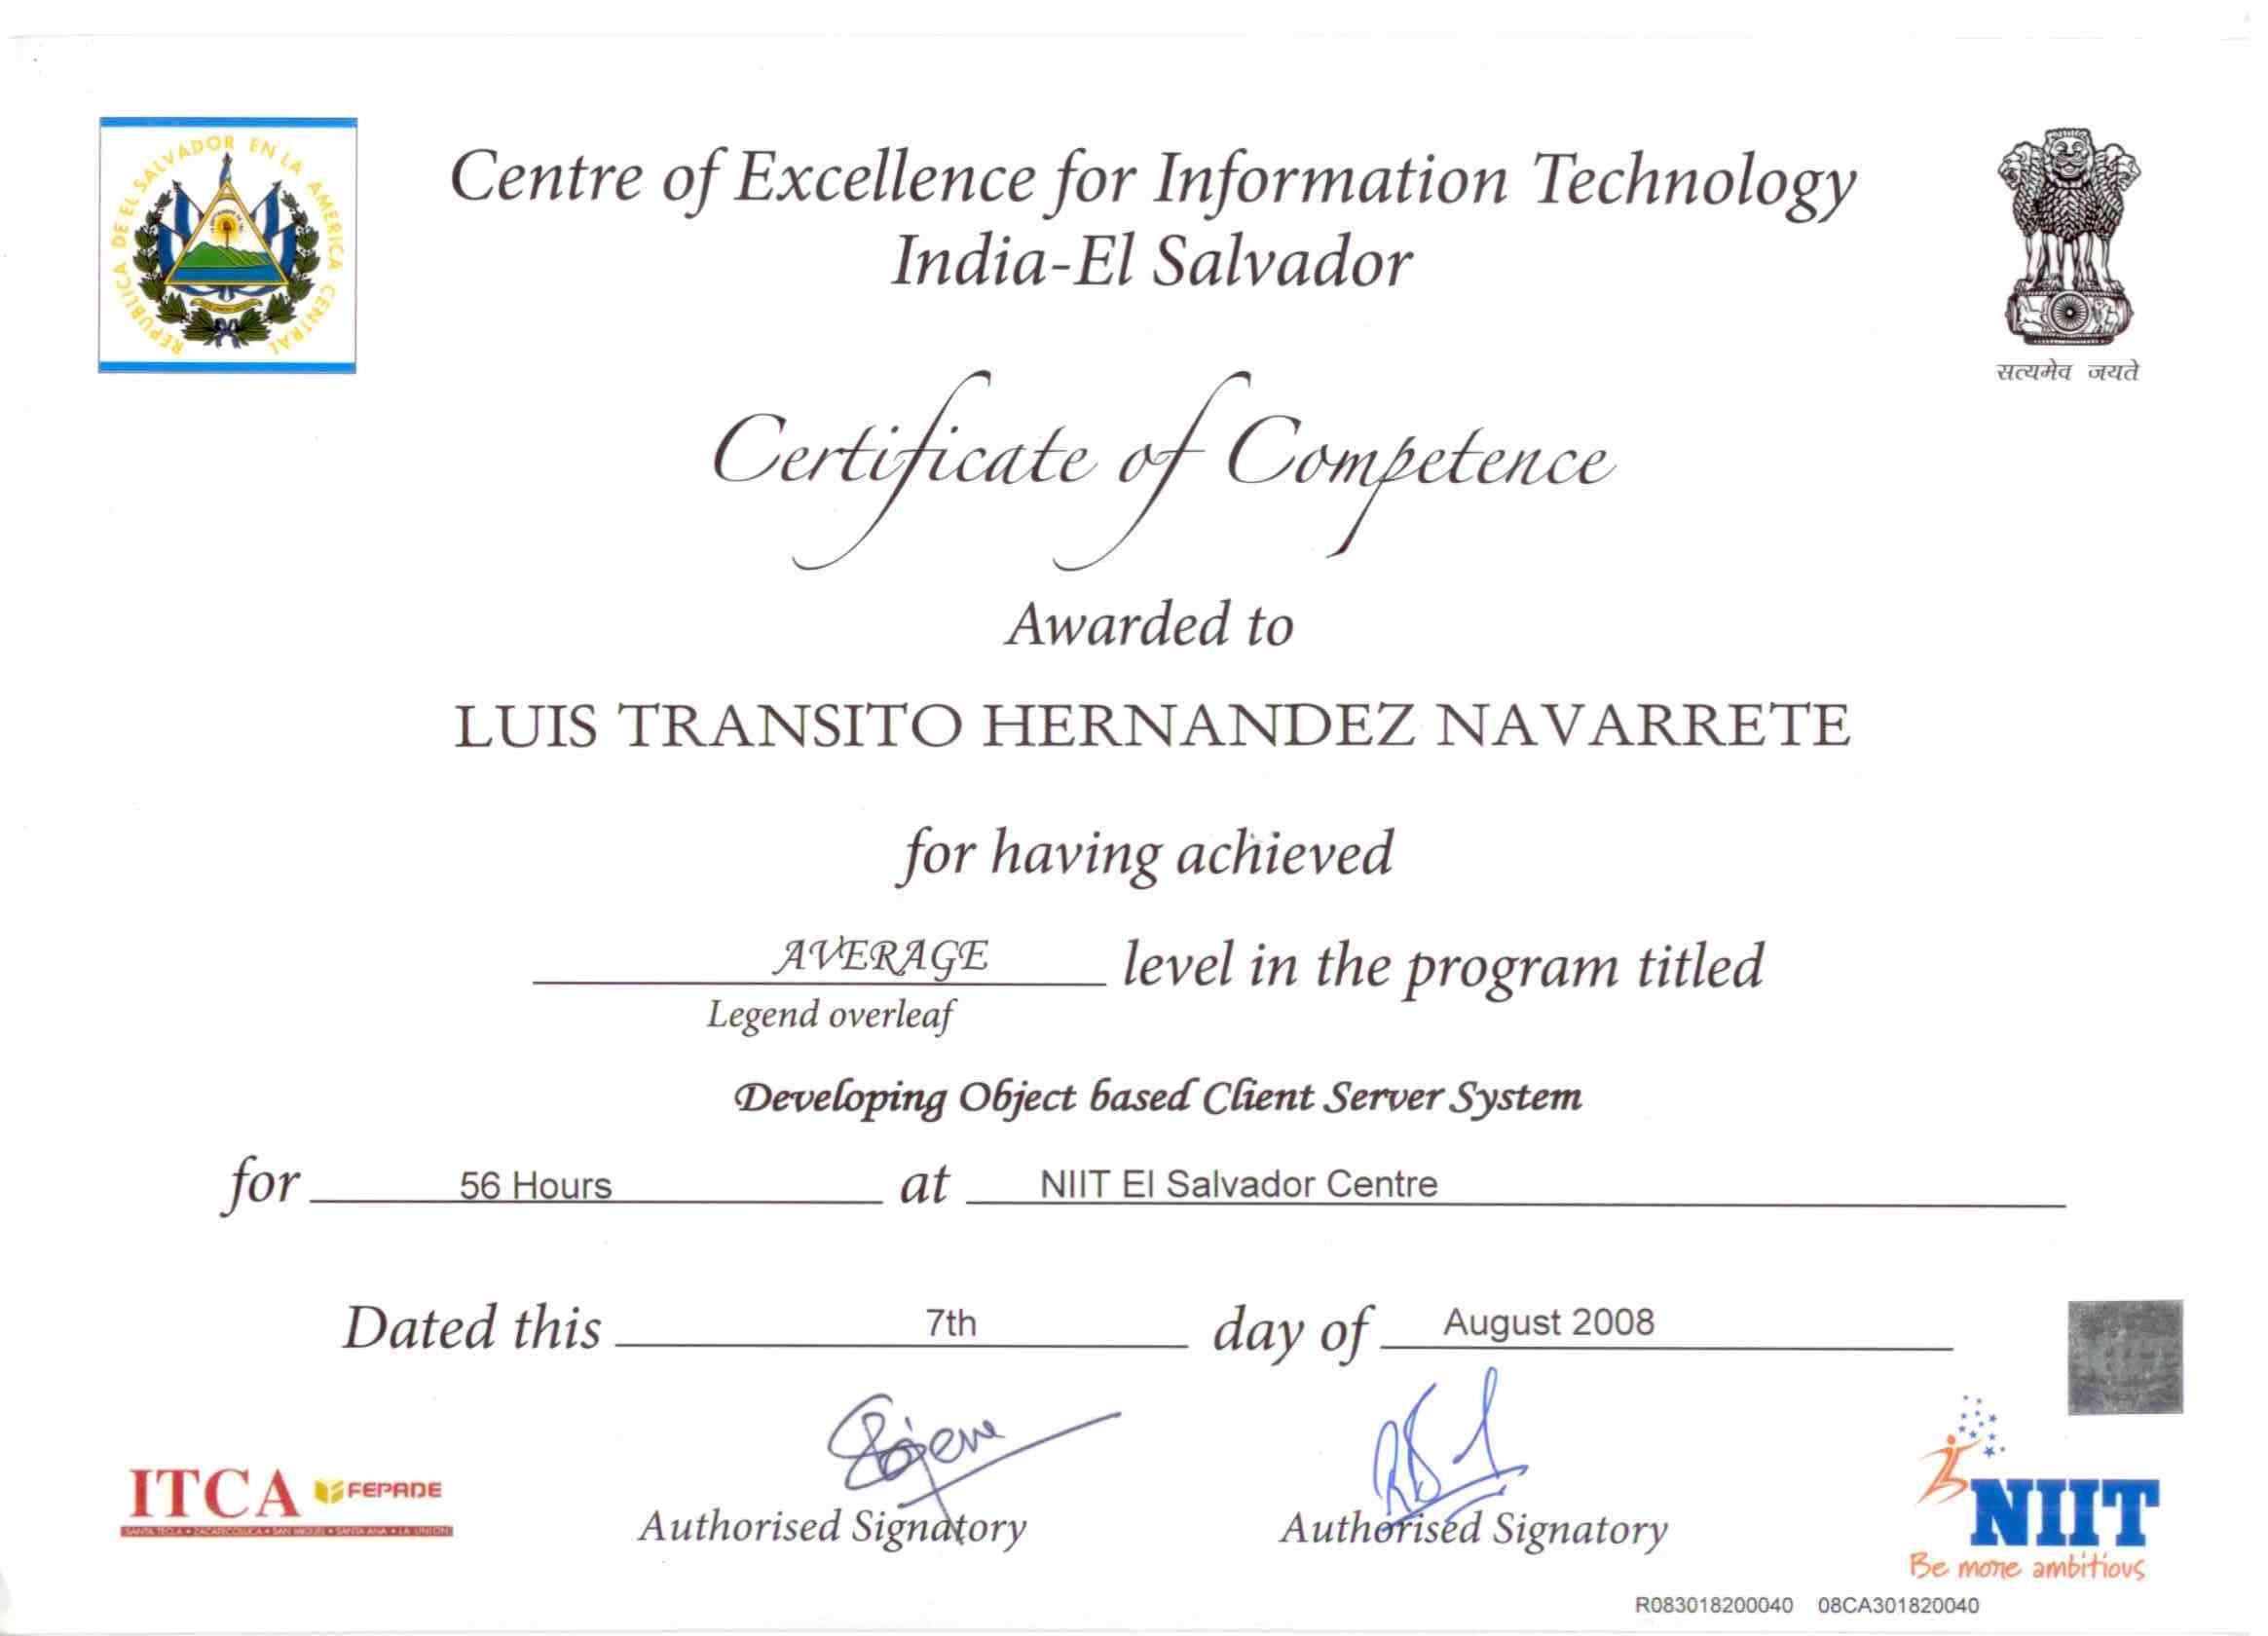 REPUBLICA DE EL SALVADOR EN LA AMERICA CENTRAL
Centre of Excellence for Information Technology
India-El Salvador
सत्यमेव जयते
Certificate of Competence
Awarded to
LUIS TRANSITO HERNANDEZ NAVARRETE
for having achieved
AVERAGE level in the program titled
Legend overleaf
Developing Object based Client Server System
for 56 Hours at NIIT El Salvador Centre
Dated this 7th day of August 2008
ITCA FEPADE
SANTA TECLA • ZACATECOLUCA • SAN MIGUEL • SANTA ANA • LA UNION
Authorised Signatory Authorised Signatory
NIIT
Be more ambitious
R083018200040 08CA301820040